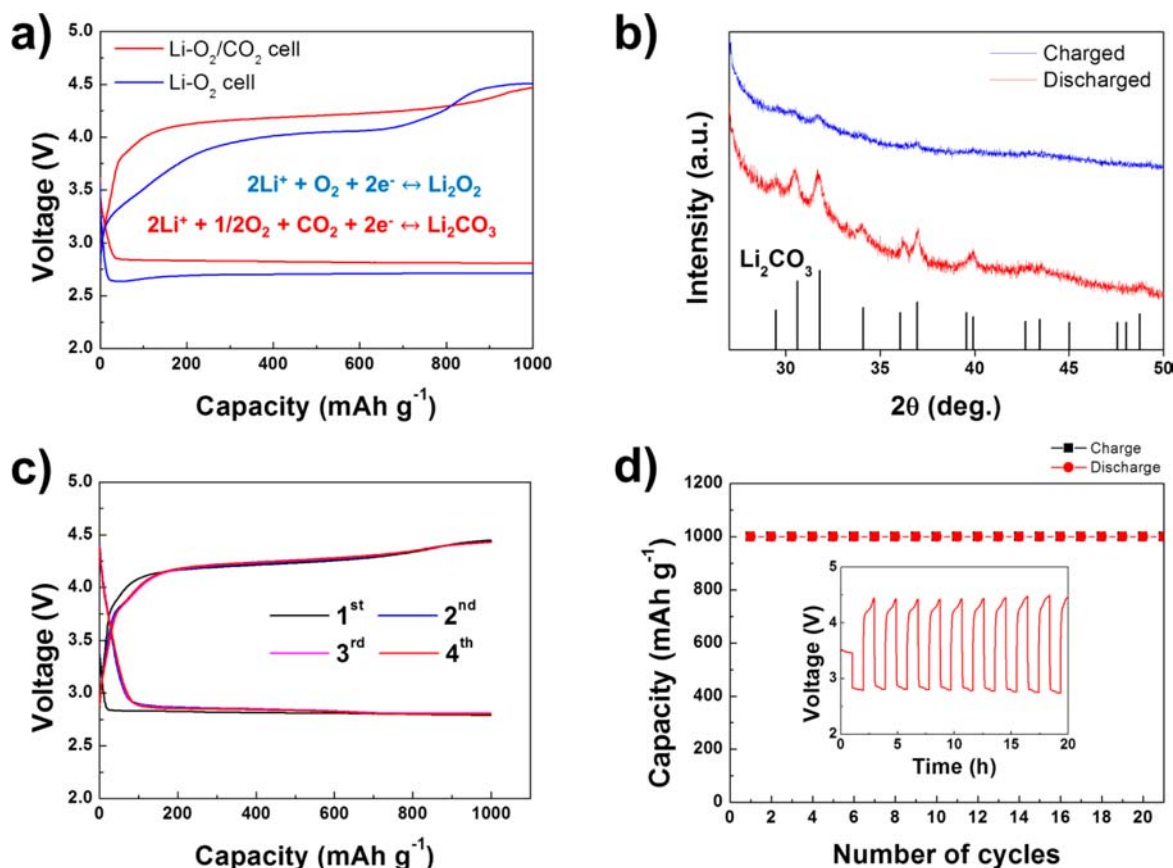 a)
5.0
4.5
4.0
3.5
3.0
2.5
2.0
Voltage (V)
Li-O₂/CO₂ cell
Li-O₂ cell
2Li⁺ + O₂ + 2e⁻ ↔ Li₂O₂
2Li⁺ + 1/2O₂ + CO₂ + 2e⁻ ↔ Li₂CO₃
0 200 400 600 800 1000
Capacity (mAh g⁻¹)
b)
Intensity (a.u.)
Charged
Discharged
Li₂CO₃
30 35 40 45 50
2θ (deg.)
c)
5.0
4.5
4.0
3.5
3.0
2.5
2.0
Voltage (V)
1ˢᵗ 2ⁿᵈ
3ʳᵈ 4ᵗʰ
0 200 400 600 800 1000
Capacity (mAh g⁻¹)
d)
Charge
Discharge
1200
1000
800
600
400
200
0
Capacity (mAh g⁻¹)
5
4
3
2
Voltage (V)
0 5 10 15 20
Time (h)
0 2 4 6 8 10 12 14 16 18 20
Number of cycles